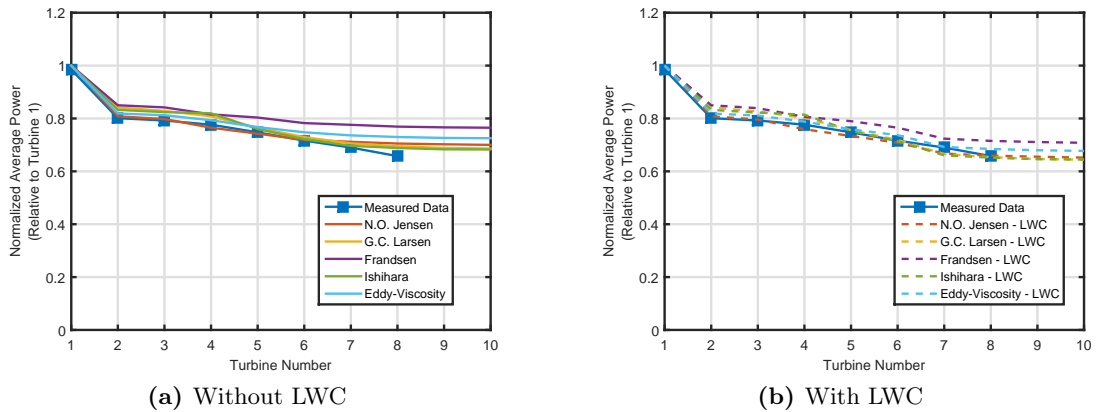 Normalized Average Power
(Relative to Turbine 1)
1.2
1
0.8
0.6
0.4
0.2
0
Measured Data
N.O. Jensen
G.C. Larsen
Frandsen
Ishihara
Eddy-Viscosity
1 2 3 4 5 6 7 8 9 10
Turbine Number
(a) Without LWC
Normalized Average Power
(Relative to Turbine 1)
1.2
1
0.8
0.6
0.4
0.2
0
Measured Data
N.O. Jensen - LWC
G.C. Larsen - LWC
Frandsen - LWC
Ishihara - LWC
Eddy-Viscosity - LWC
1 2 3 4 5 6 7 8 9 10
Turbine Number
(b) With LWC